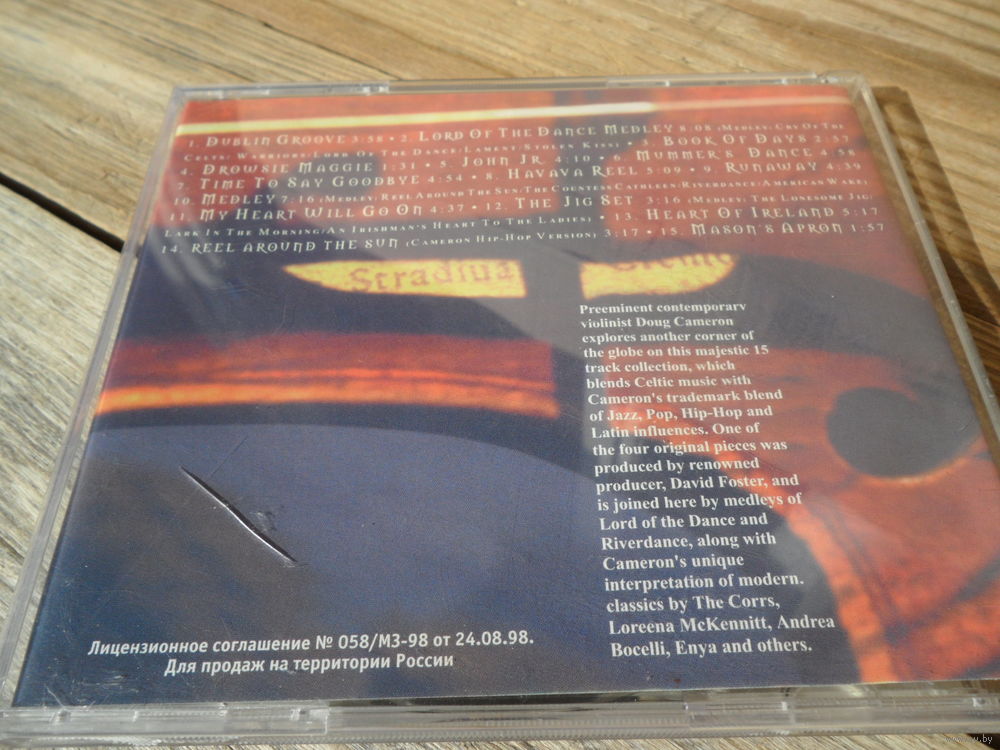 1. DUBLIN GROOVE 3:58 • 2. LORD OF THE DANCE MEDLEY 8:08 (MEDLEY: CRY OF THE
CELTS/WARRIORS/LORD OF THE DANCE/LAMENT/STOLEN KISS) • 3. BOOK OF DAYS 2:57
4. DROWSIE MAGGIE 1:31 • 5. JOHN JR. 4:10 • 6. MUMMER'S DANCE 4:58
7. TIME TO SAY GOODBYE 4:54 • 8. HAVAVA REEL 5:09 • 9. RUNAWAY 4:39
10. MEDLEY 7:16 (MEDLEY: REEL AROUND THE SUN/THE COUNTESS CATHLEEN/RIVERDANCE/AMERICAN WAKE)
11. MY HEART WILL GO ON 4:37 • 12. THE JIG SET 3:16 (MEDLEY: THE LONESOME JIG/
LARK IN THE MORNING/AN IRISHMAN'S HEART TO THE LADIES) • 13. HEART OF IRELAND 5:17
14. REEL AROUND THE SUN (CAMERON HIP-HOP VERSION) 3:17 • 15. MASON'S APRON 1:57
Stradiua Cremo
Preeminent contemporary
violinist Doug Cameron
explores another corner of
the globe on this majestic 15
track collection, which
blends Celtic music with
Cameron's trademark blend
of Jazz, Pop, Hip-Hop and
Latin influences. One of
the four original pieces was
produced by renowned
producer, David Foster, and
is joined here by medleys of
Lord of the Dance and
Riverdance, along with
Cameron's unique
interpretation of modern.
classics by The Corrs,
Loreena McKennitt, Andrea
Bocelli, Enya and others.
Лицензионное соглашение № 058/МЗ-98 от 24.08.98.
Для продаж на территории России